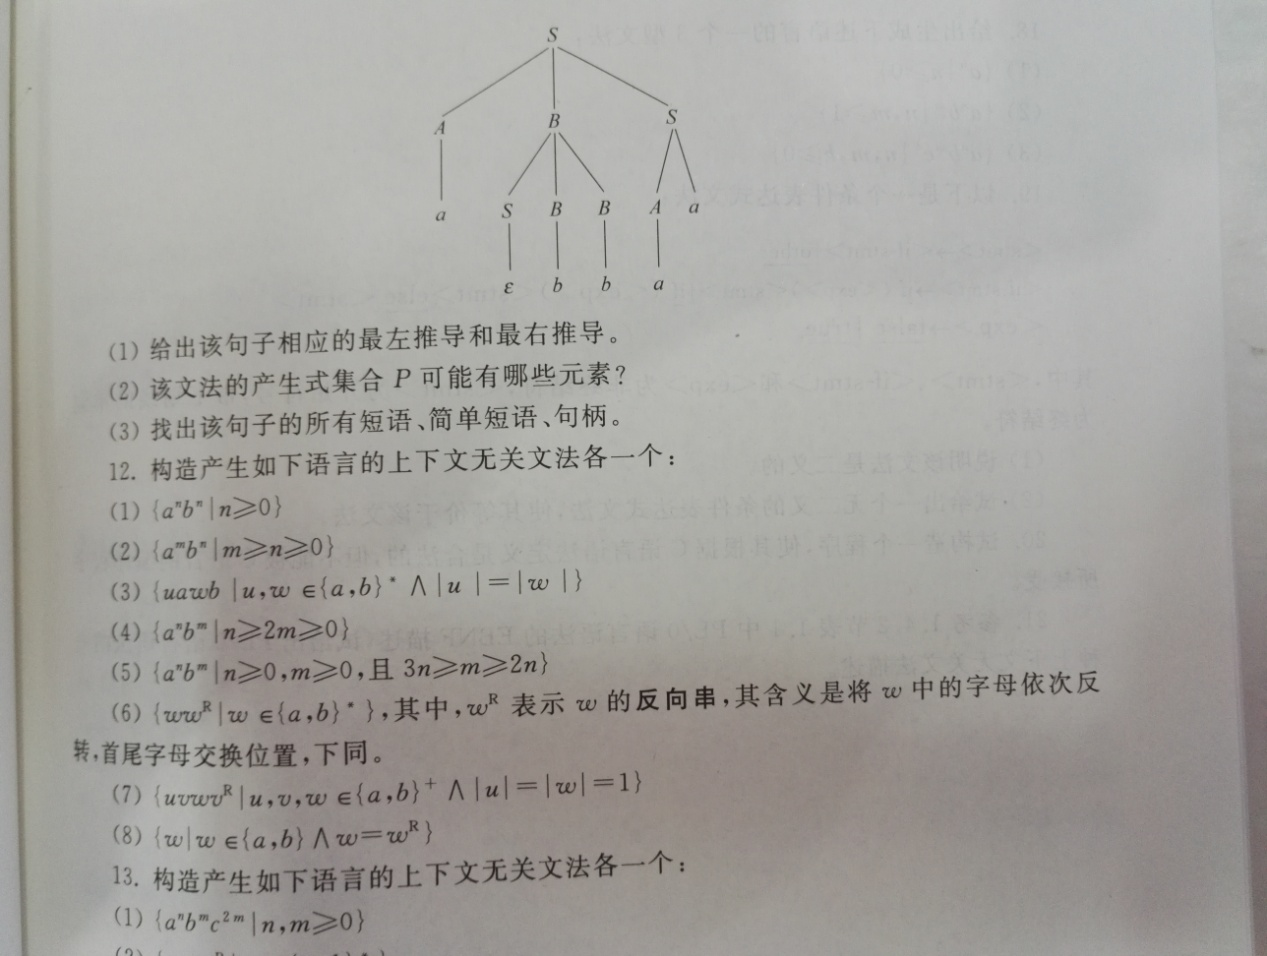 S
A B S
a S B B A a
ε b b a
(1) 给出该句子相应的最左推导和最右推导。
(2) 该文法的产生式集合 P 可能有哪些元素？
(3) 找出该句子的所有短语、简单短语、句柄。
12. 构造产生如下语言的上下文无关文法各一个：
(1) {aⁿbⁿ|n≥0}
(2) {aᵐbⁿ|m≥n≥0}
(3) {uawb |u,w ∈{a,b}* ∧|u |=|w |}
(4) {aⁿbᵐ|n≥2m≥0}
(5) {aⁿbᵐ|n≥0,m≥0,且 3n≥m≥2n}
(6) {wwᴿ|w ∈{a,b}* },其中,wᴿ 表示 w 的反向串,其含义是将 w 中的字母依次反
转,首尾字母交换位置,下同。
(7) {uvwvᴿ|u,v,w ∈{a,b}⁺ ∧|u|=|w|=1}
(8) {w|w ∈{a,b} ∧w=wᴿ}
13. 构造产生如下语言的上下文无关文法各一个：
(1) {aⁿbᵐc²ᵐ|n,m≥0}